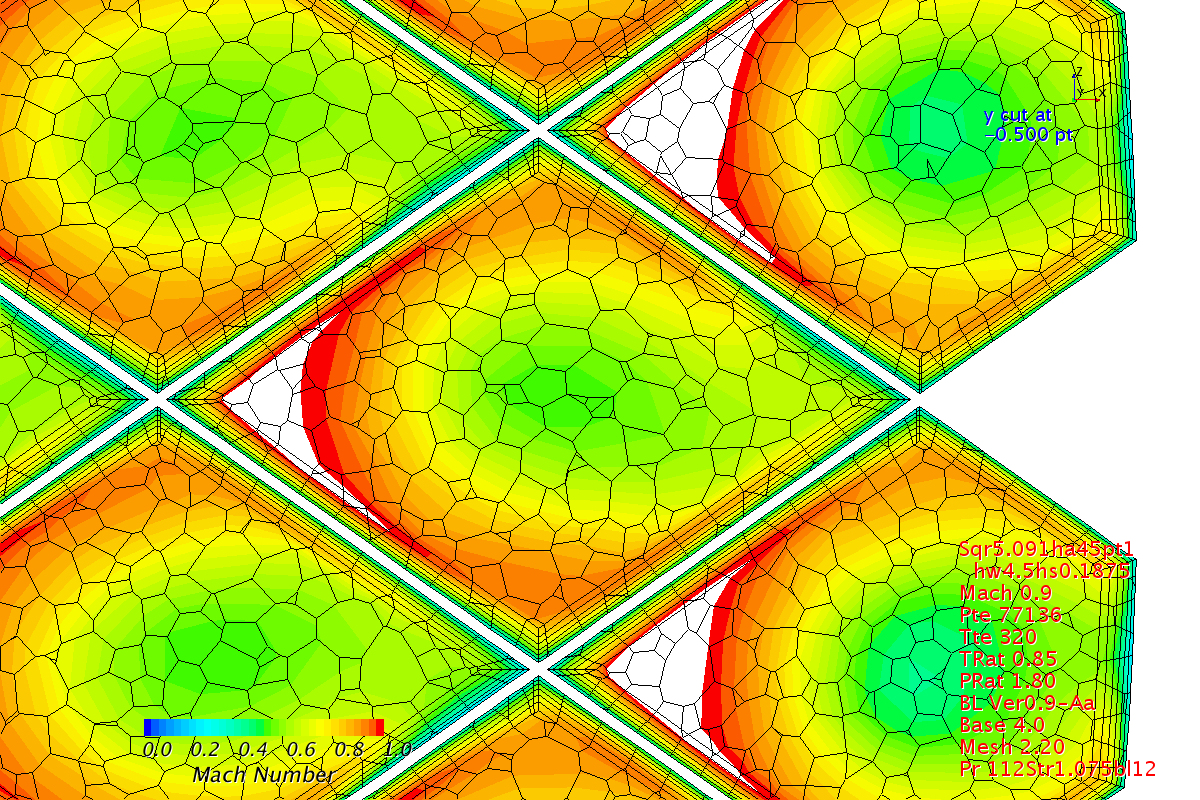 Z
X
y cut at
-0.500 pt
Sqr5.091ha45pt1
hw4.5hs0.1875
Mach 0.9
Pte 77136
Tte 320
TRat 0.85
PRat 1.80
BL Ver0.9-Aa
Base 4.0
Mesh 2.20
Pr 112Str1.075bl12
0.0 0.2 0.4 0.6 0.8 1.0
Mach Number